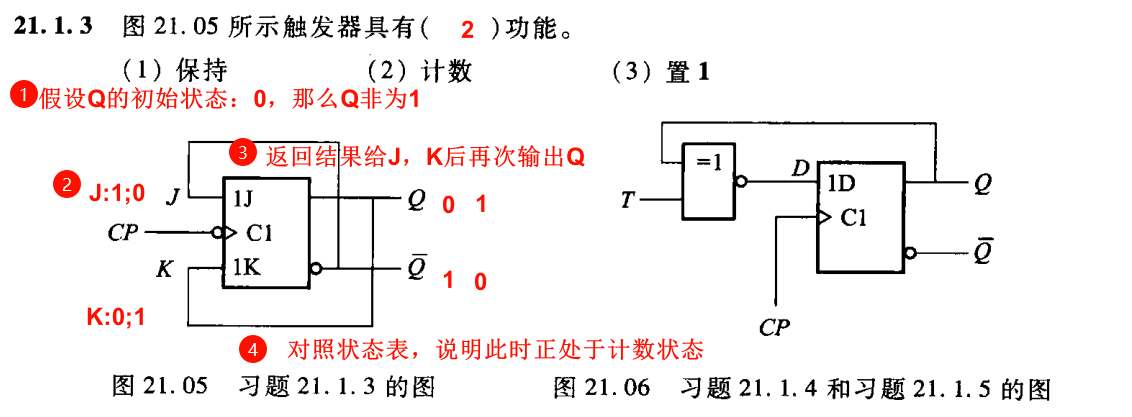 21.1.3 图 21.05 所示触发器具有( 2 )功能。
(1) 保持 (2) 计数 (3) 置 1
1 假设Q的初始状态：0，那么Q非为1
3 返回结果给J，K后再次输出Q
2 J:1;0
J 1J Q 0 1
CP C1
K 1K Q̅ 1 0
K:0;1
=1 D 1D Q
T C1
Q̅
CP
4 对照状态表，说明此时正处于计数状态
图 21.05 习题 21.1.3 的图
图 21.06 习题 21.1.4 和习题 21.1.5 的图